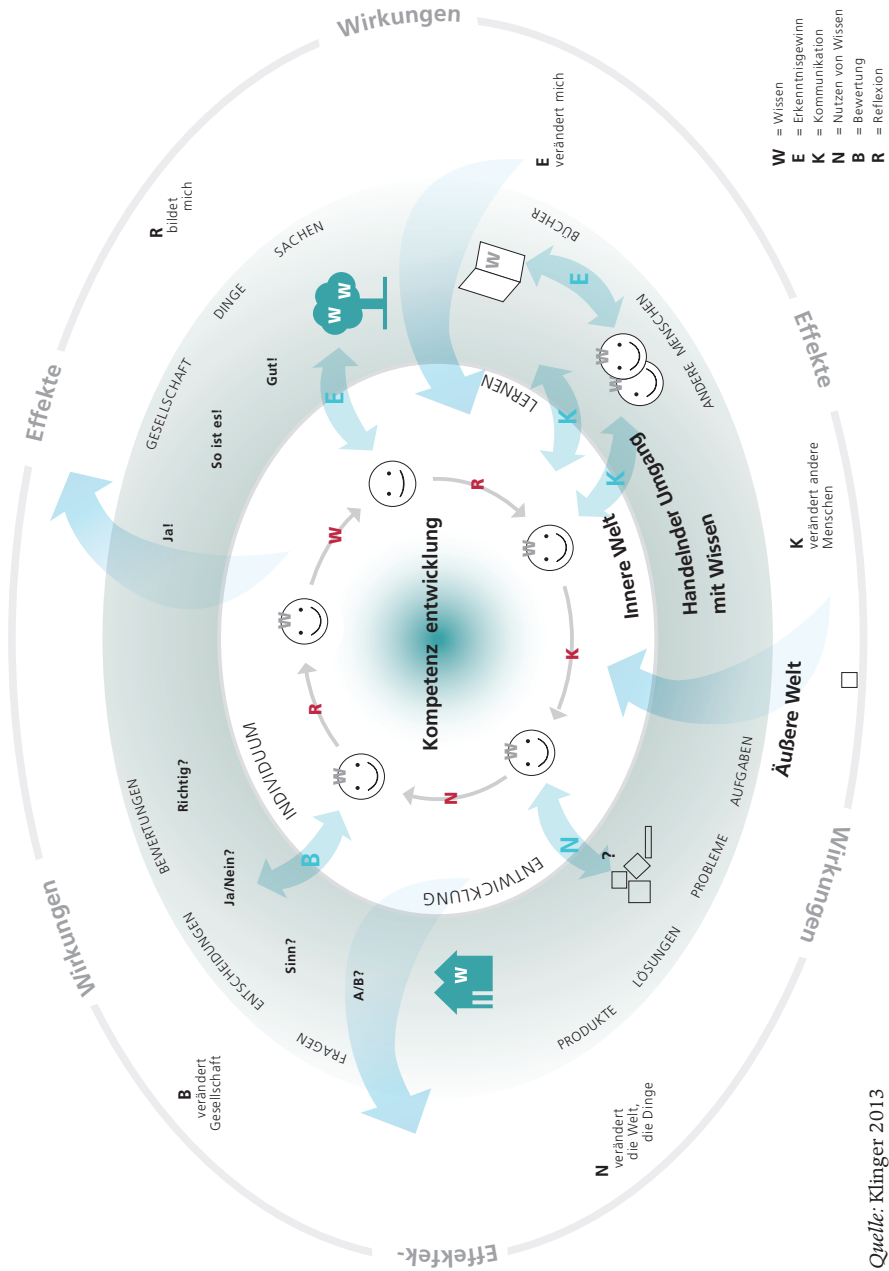 Wirkungen
Effekte
R
bildet
mich
B
verändert
Gesellschaft
BEWERTUNGEN
Richtig?
Ja!
GESELLSCHAFT
So ist es!
DINGE
Gut!
SACHEN
ENTSCHEIDUNGEN
Ja/Nein?
Sinn?
FRAGEN
A/B?
B
INDIVIDUUM
W
R
W
E
W
W
W
Effekfek-
Wirkungen
W
ENTWICKLUNG
N
Kompetenz entwicklung
R
LERNEN
W
BÜCHER
E
verändert mich
W
W
K
N
?
K
K
E
W
W
ANDERE MENSCHEN
Innere Welt
Handelnder Umgang
mit Wissen
PRODUKTE
LÖSUNGEN
PROBLEME
AUFGABEN
N
verändert
die Welt,
die Dinge
Äußere Welt
K
verändert andere
Menschen
Wirkungen
Effekte
W = Wissen
E = Erkenntnisgewinn
K = Kommunikation
N = Nutzen von Wissen
B = Bewertung
R = Reflexion
Quelle: Klinger 2013